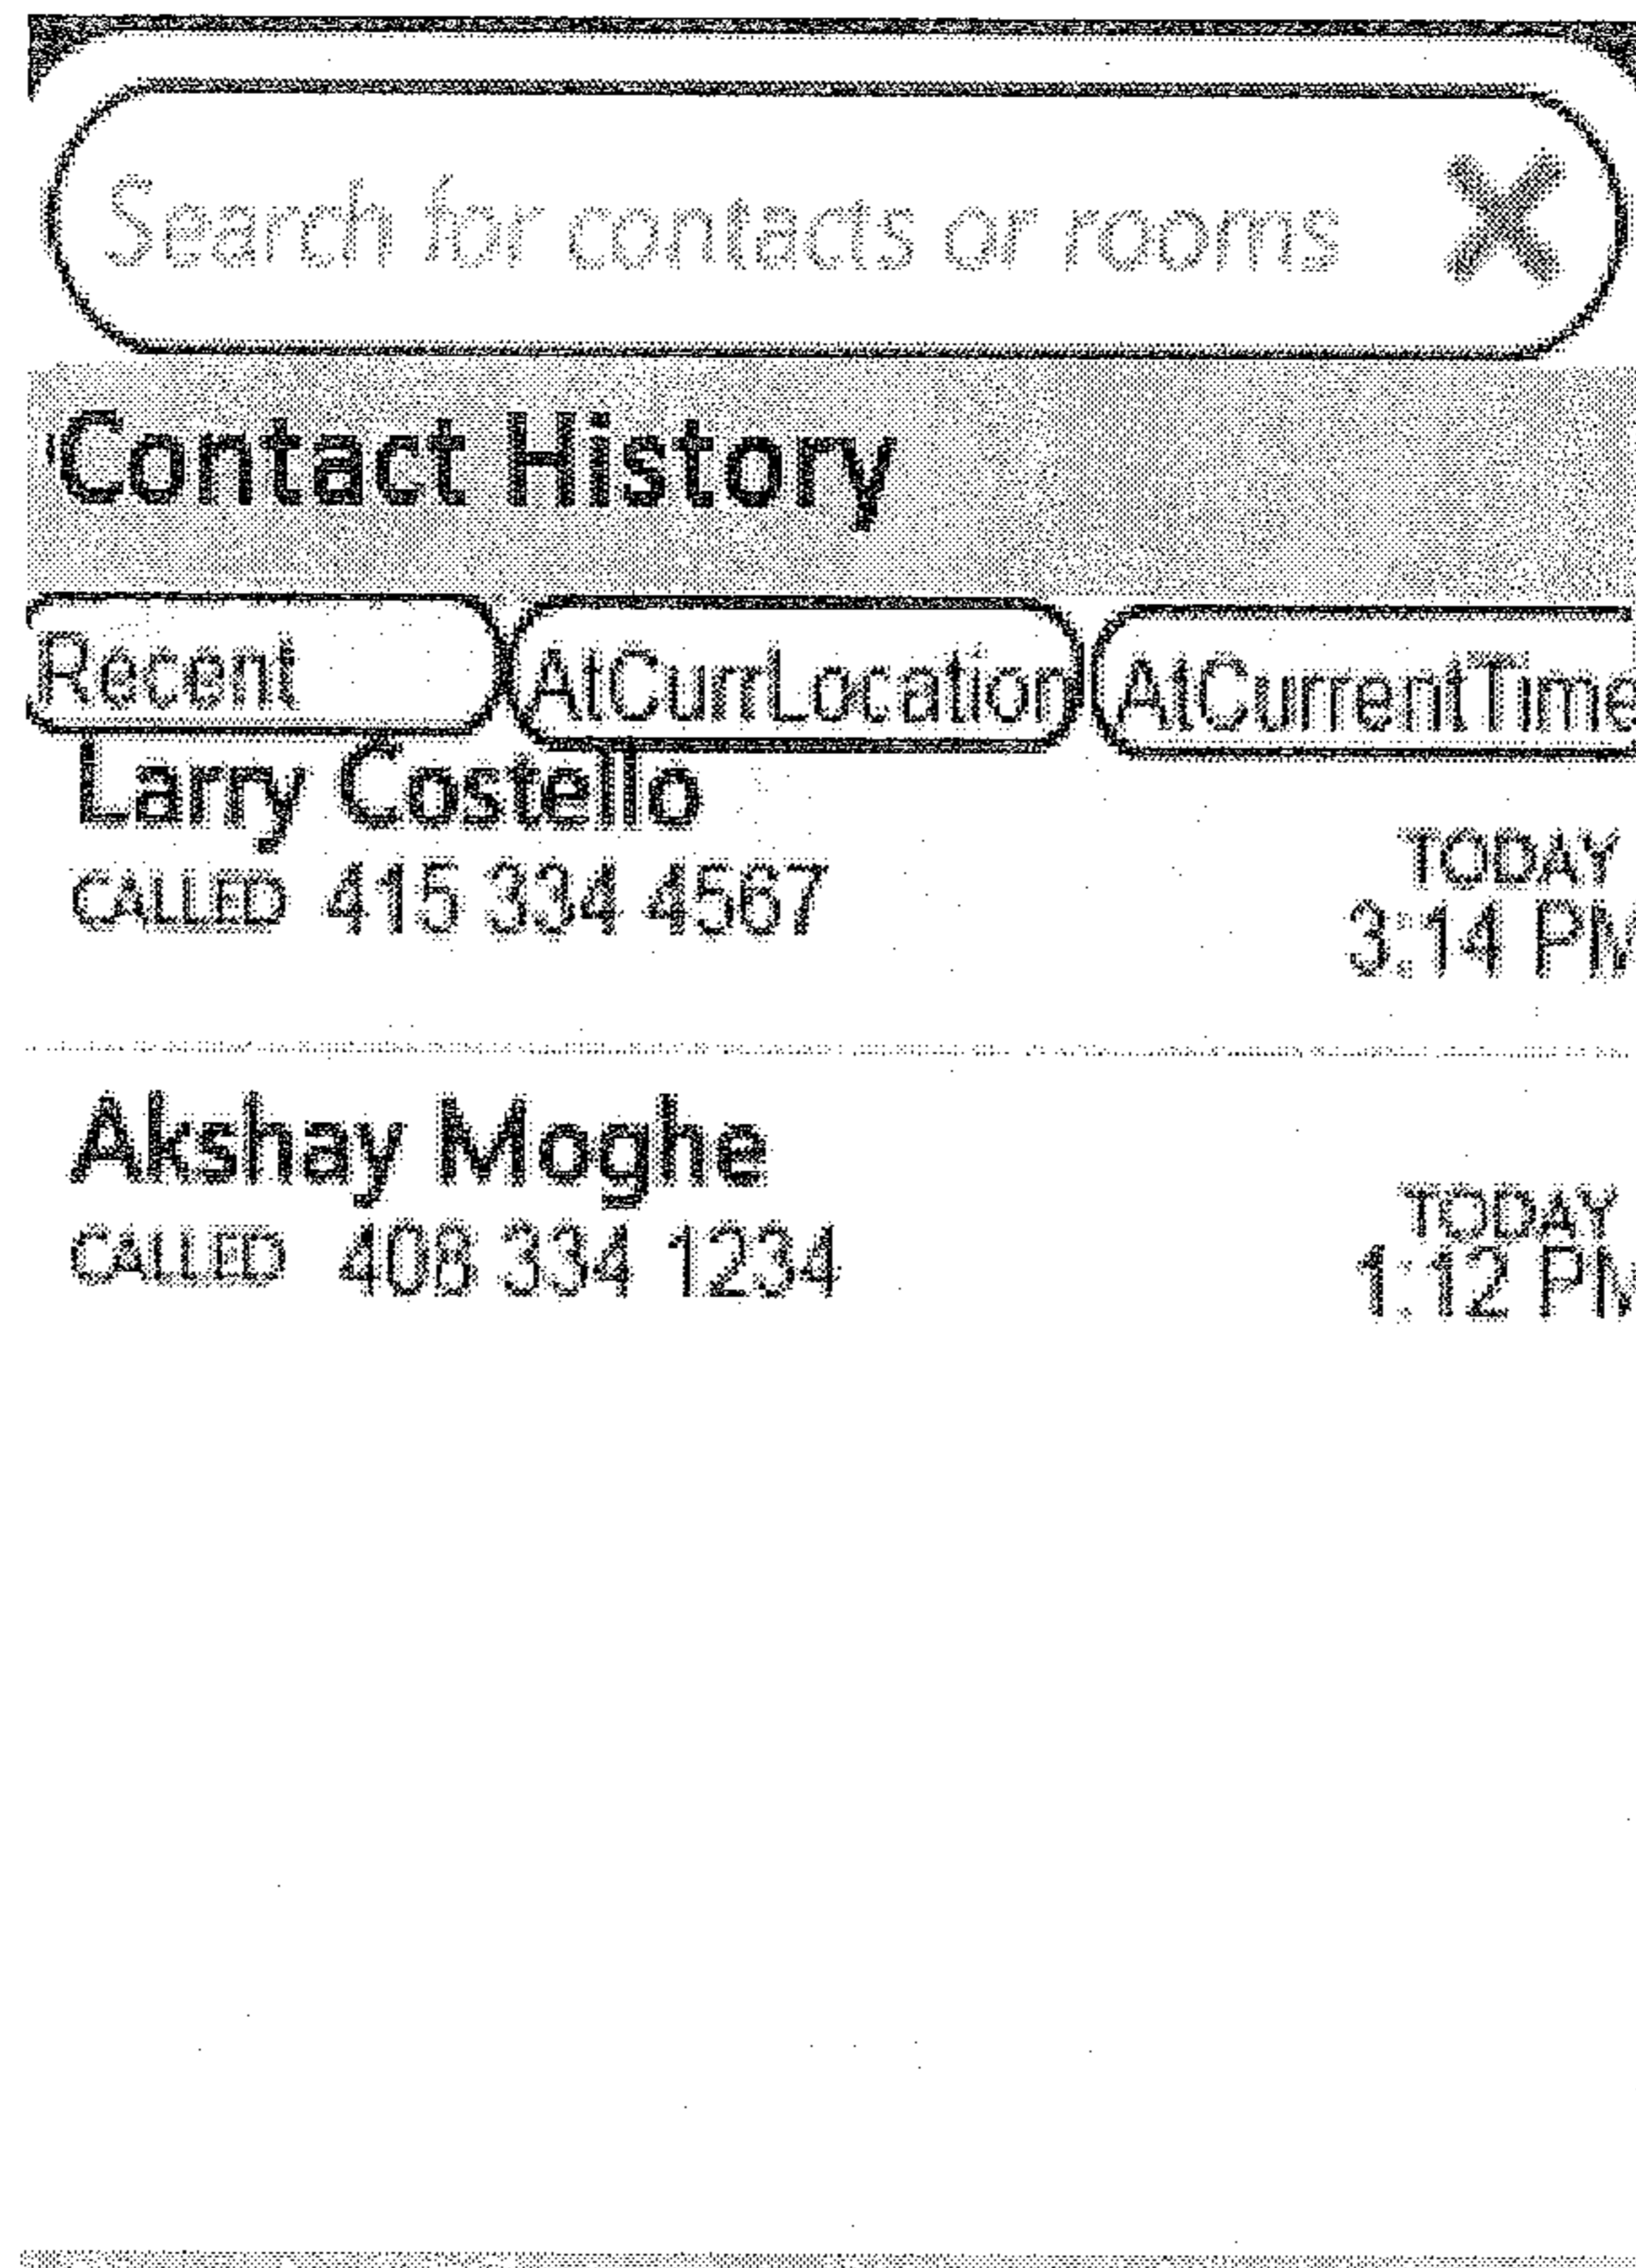 Search for contacts or rooms
Contact History
Recent AtCurrLocation AtCurrentTime
Larry Costello
CALLED 415 334 4567 TODAY
3:14 PM
Akshay Moghe
CALLED 408 334 1234 TODAY
1:12 PM